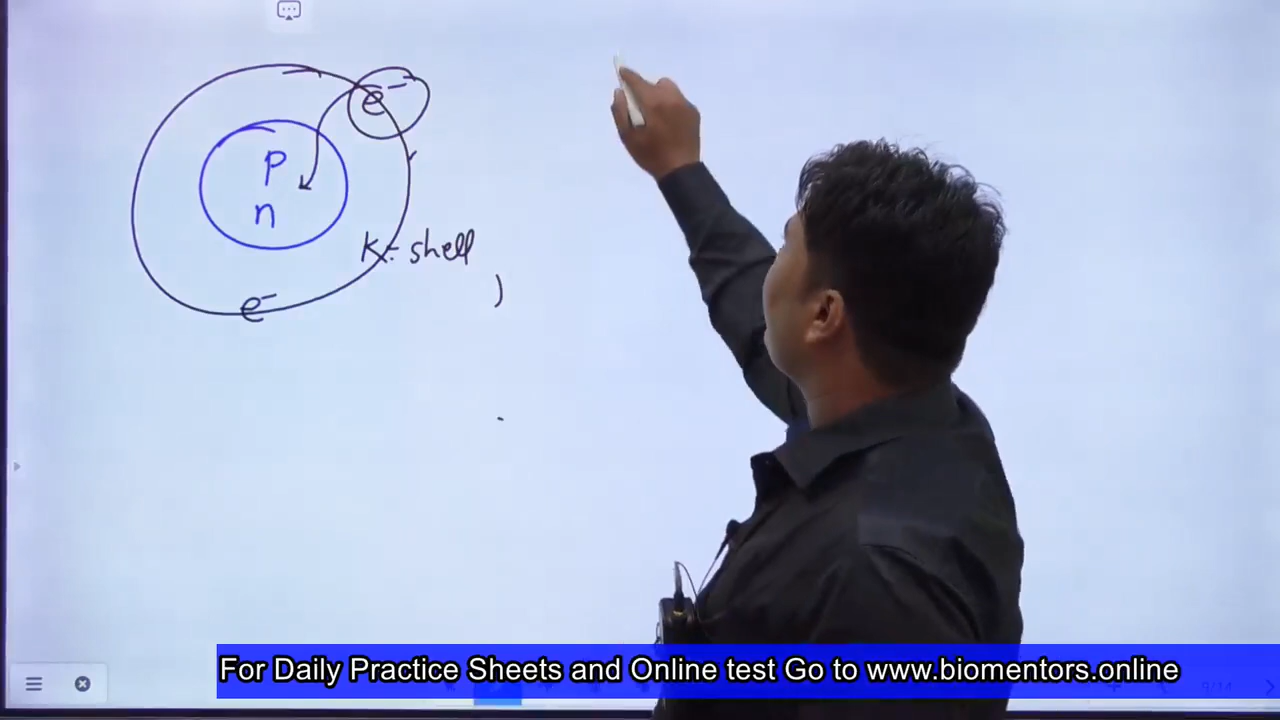 e-
p
n
K- shell
e-
For Daily Practice Sheets and Online test Go to www.biomentors.online